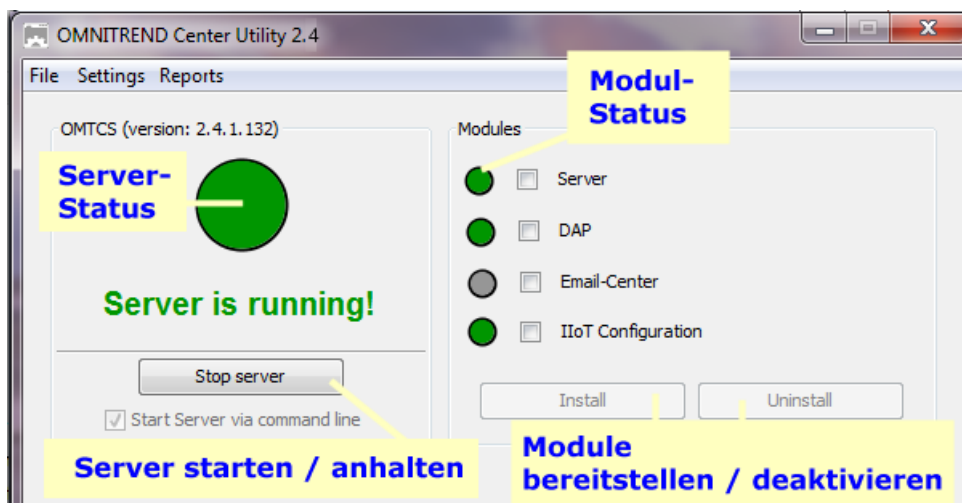 OMNITREND Center Utility 2.4
File Settings Reports
Modul-
Status
OMTCS (version: 2.4.1.132)
Modules
Server-
Status
Server
DAP
Email-Center
IIoT Configuration
Server is running!
Stop server
Start Server via command line
Install
Uninstall
Server starten / anhalten
Module
bereitstellen / deaktivieren